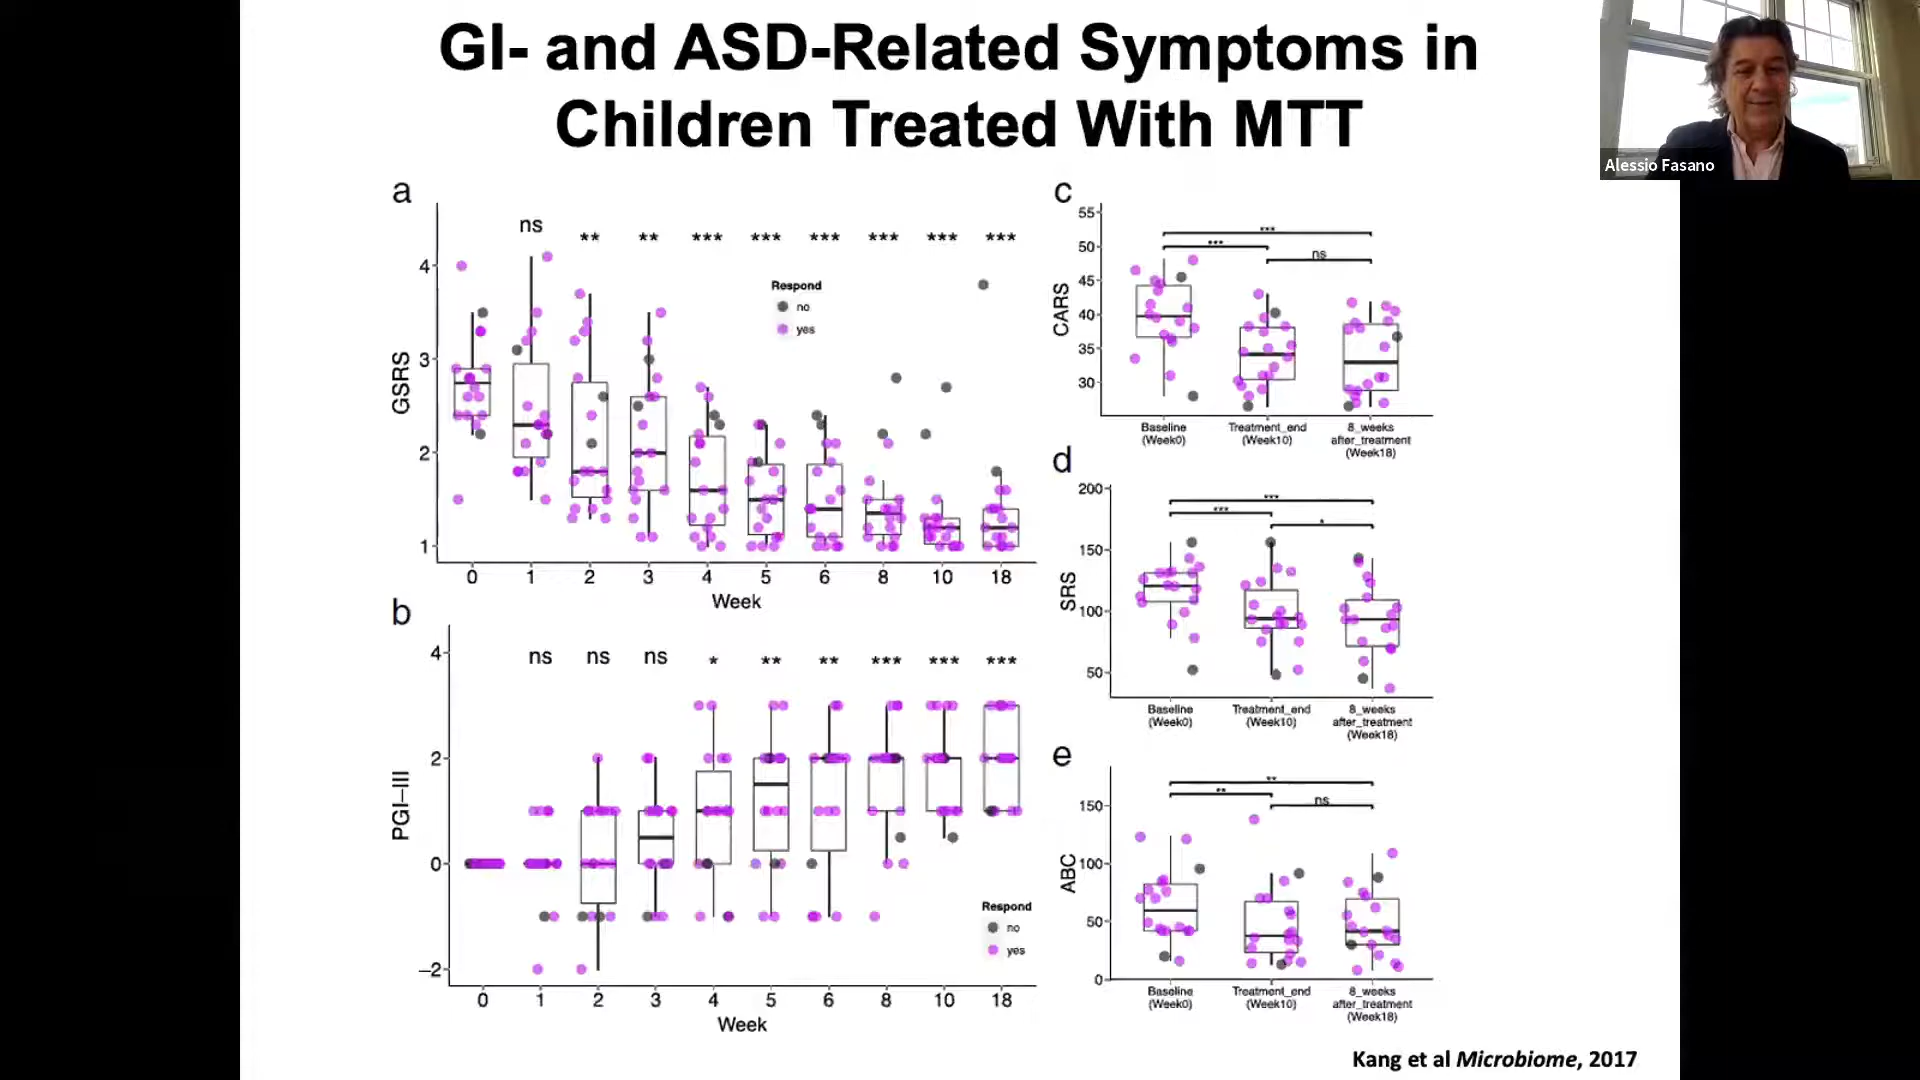 GI- and ASD-Related Symptoms in
Children Treated With MTT
Alessio Fasano
a
ns ** ** *** *** *** *** *** ***
Respond
no
yes
GSRS
4
3
2
1
0 1 2 3 4 5 6 8 10 18
Week
b
ns ns ns * ** ** *** *** ***
PGI–III
4
2
0
–2
Respond
no
yes
0 1 2 3 4 5 6 8 10 18
Week
c
***
***
ns
CARS
55
50
45
40
35
30
Baseline Treatment_end 8_weeks
(Week0) (Week10) after_treatment
(Week18)
d
***
***
*
SRS
200
150
100
50
Baseline Treatment_end 8_weeks
(Week0) (Week10) after_treatment
(Week18)
e
**
**
ns
ABC
150
100
50
0
Baseline Treatment_end 8_weeks
(Week0) (Week10) after_treatment
(Week18)
Kang et al Microbiome, 2017